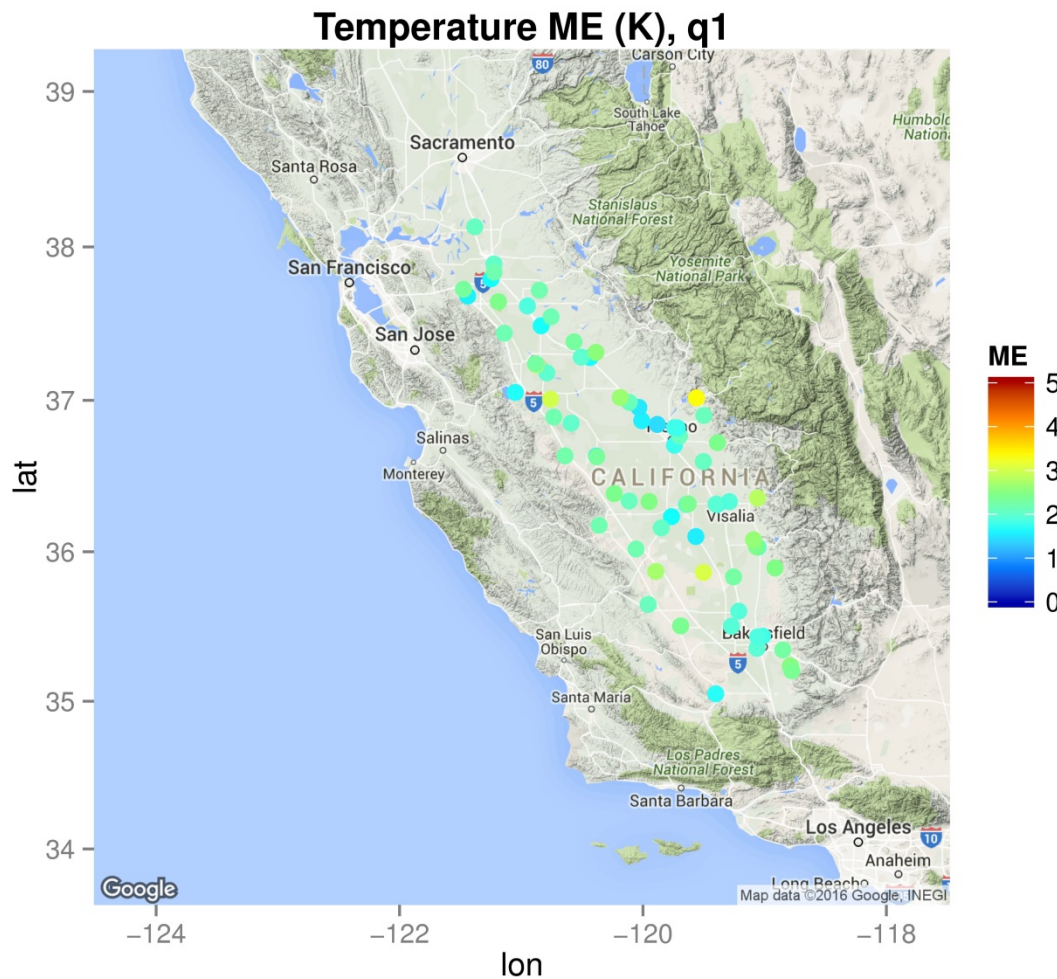 Temperature ME (K), q1
39
38
37
36
35
34
lat
-124
-122
-120
-118
lon
80
Carson City
South Lake
Tahoe
Sacramento
Santa Rosa
Stanislaus
National Forest
San Francisco
5
Yosemite
National Park
San Jose
5
Salinas
Monterey
CALIFORNIA
Visalia
San Luis
Obispo
5
Santa Maria
Los Padres
National Forest
Santa Barbara
Los Angeles
10
Anaheim
Long Beach
Google
Map data ©2016 Google, INEGI
ME
5
4
3
2
1
0